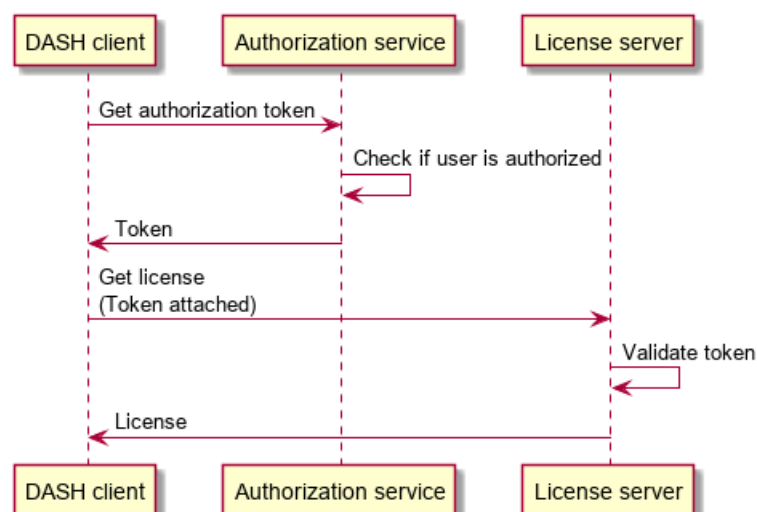 DASH client
Authorization service
License server
Get authorization token
Check if user is authorized
Token
Get license
(Token attached)
Validate token
License
DASH client
Authorization service
License server